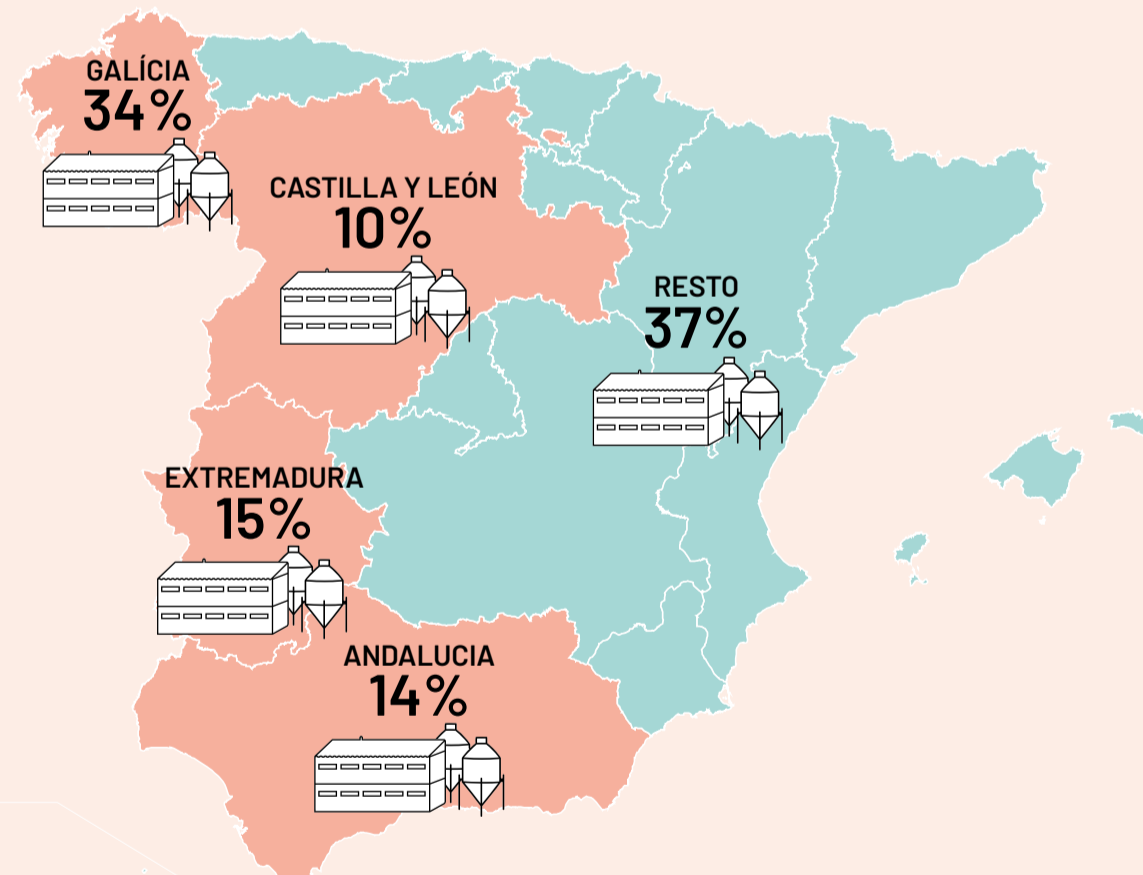 GALÍCIA
34%
CASTILLA Y LEÓN
10%
RESTO
37%
EXTREMADURA
15%
ANDALUCIA
14%